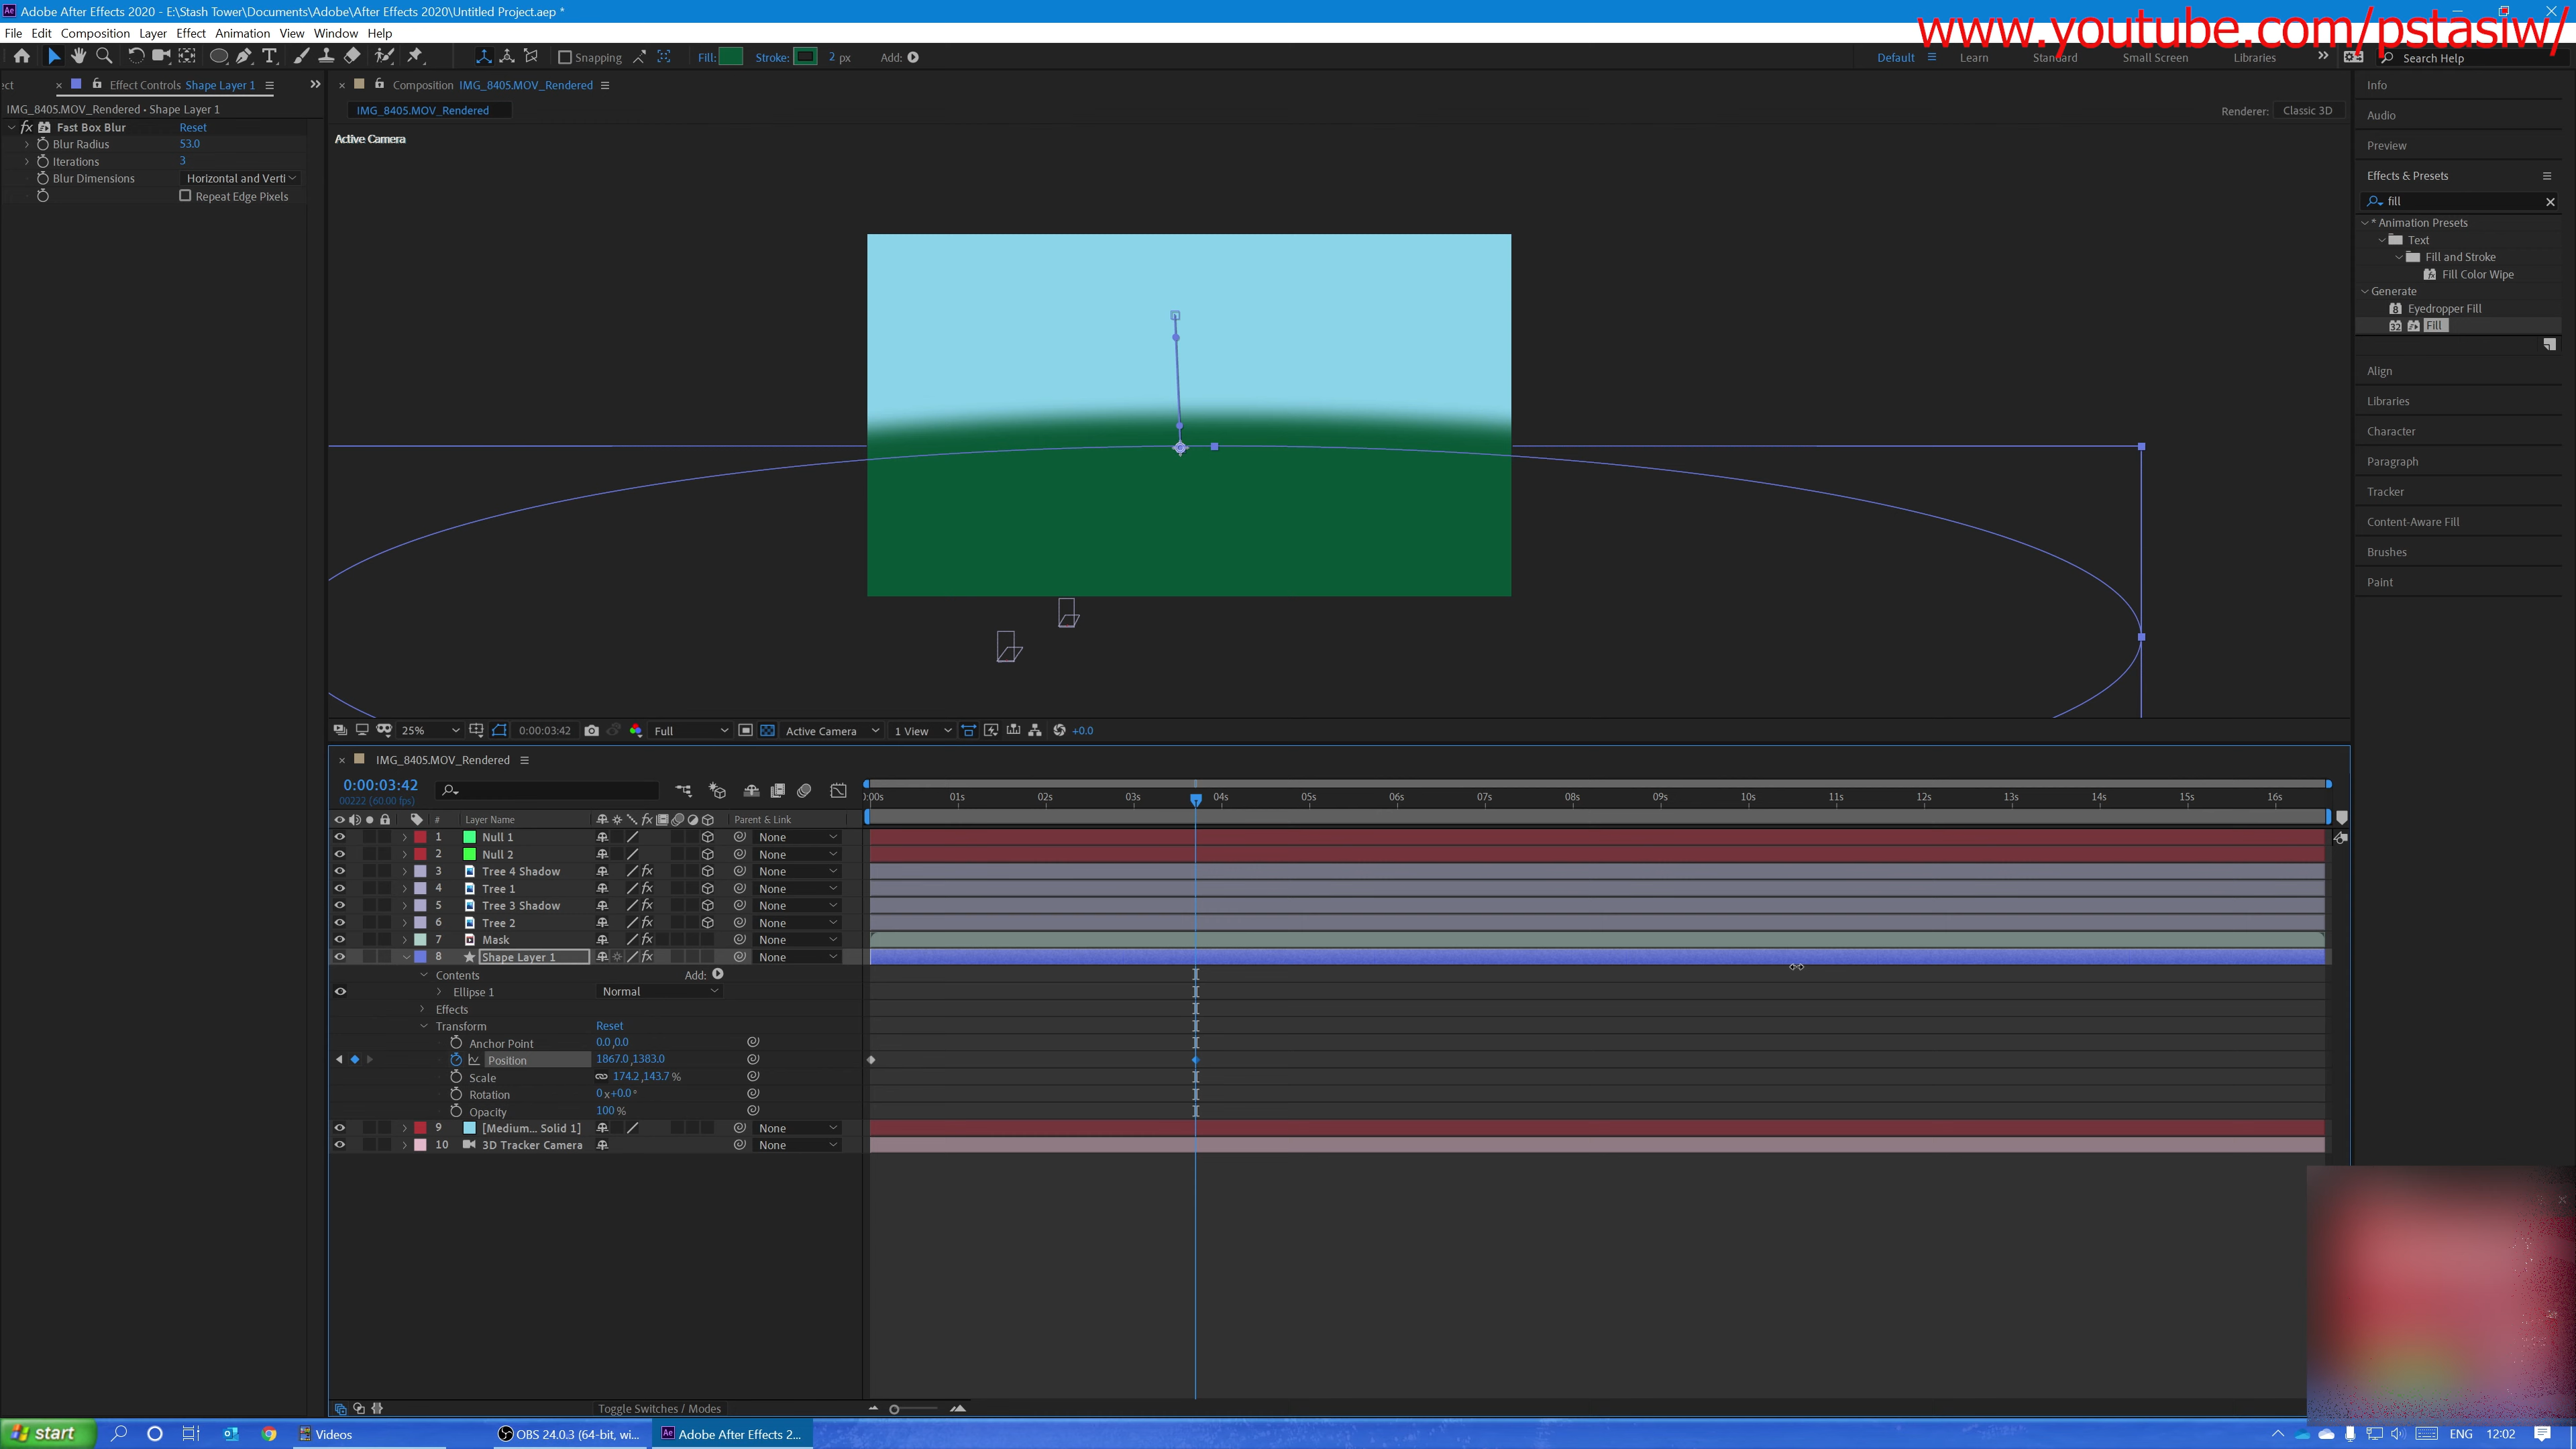 Adobe After Effects 2020 - E:\Stash Tower\Documents\Adobe\After Effects 2020\Untitled Project.aep *
www.youtube.com/pstasiw/
File Edit Composition Layer Effect Animation View Window Help
Snapping Fill: Stroke: 2 px Add: Default Learn Standard Small Screen Libraries Search Help
ect Effect Controls Shape Layer 1
IMG_8405.MOV_Rendered • Shape Layer 1
fx Fast Box Blur Reset
Blur Radius 53.0
Iterations 3
Blur Dimensions Horizontal and Verti
Repeat Edge Pixels
Composition IMG_8405.MOV_Rendered
IMG_8405.MOV_Rendered
Renderer: Classic 3D
Active Camera
25% 0:00:03:42 Full Active Camera 1 View +0.0
Info
Audio
Preview
Effects & Presets
fill
* Animation Presets
Text
Fill and Stroke
Fill Color Wipe
Generate
Eyedropper Fill
Fill
Align
Libraries
Character
Paragraph
Tracker
Content-Aware Fill
Brushes
Paint
IMG_8405.MOV_Rendered
0:00:03:42
00222 (60.00 fps)
):00s 01s 02s 03s 04s 05s 06s 07s 08s 09s 10s 11s 12s 13s 14s 15s 16s
# Layer Name Parent & Link
1 Null 1 None
2 Null 2 None
3 Tree 4 Shadow fx None
4 Tree 1 fx None
5 Tree 3 Shadow fx None
6 Tree 2 fx None
7 Mask fx None
8 Shape Layer 1 fx None
Contents Add:
Ellipse 1 Normal
Effects
Transform Reset
Anchor Point 0.0,0.0
Position 1867.0,1383.0
Scale 174.2,143.7 %
Rotation 0x+0.0°
Opacity 100 %
9 [Medium... Solid 1] None
10 3D Tracker Camera None
Toggle Switches / Modes
start Videos OBS 24.0.3 (64-bit, wi... Adobe After Effects 2... ENG 12:02